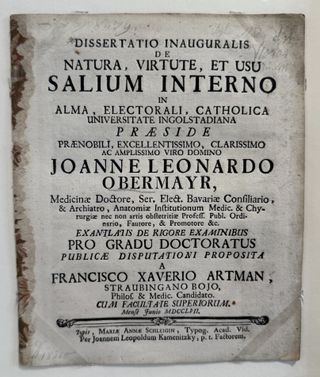 DISSERTATIO INAUGURALIS
DE
NATURA, VIRTUTE, ET USU
SALIUM INTERNO
IN
ALMA, ELECTORALI, CATHOLICA
UNIVERSITATE INGOLSTADIANA
PRÆSIDE
PRÆNOBILI, EXCELLENTISSIMO, CLARISSIMO
AC AMPLISSIMO VIRO DOMINO
JOANNE LEONARDO
OBERMAYR,
Medicinæ Doctore, Ser. Elect. Bavariæ Consiliario,
& Archiatro, Anatomiæ Institutionum Medic. & Chy-
rurgiæ nec non artis obstetritiæ Profess. Publ. Ordi-
nario, Fautore, & Promotore &c.
EXANTLATIS DE RIGORE EXAMINIBUS
PRO GRADU DOCTORATUS
PUBLICÆ DISPUTATIONI PROPOSITA
A
FRANCISCO XAVERIO ARTMAN,
STRAUBINGANO BOJO,
Philos. & Medic. Candidato.
CUM FACULTATE SUPERIORUM.
Mense Junio MDCCLVII.
Typis, MARIÆ ANNÆ SCHLEIGIN, Typog. Acad. Vid.
Per Joannem Leopoldum Kamenitzky, p. t. Factorem.